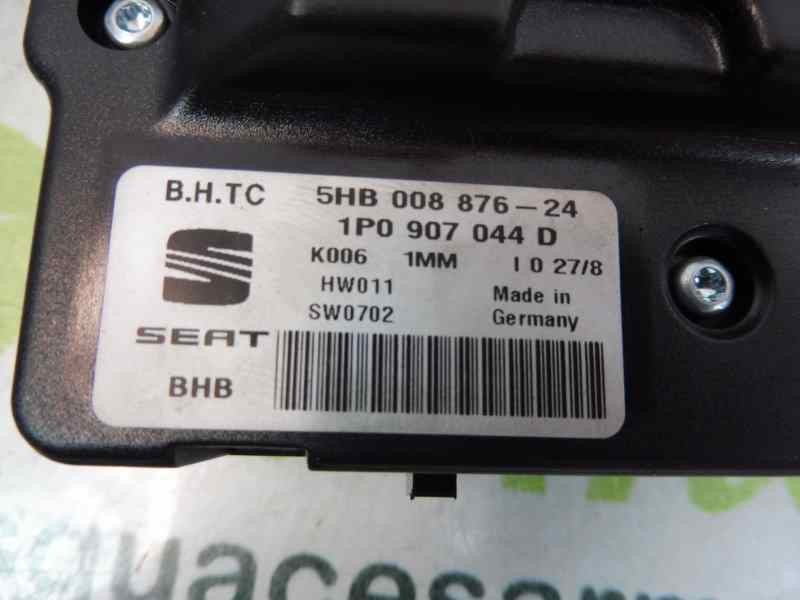 B.H.TC 5HB 008 876-24
1P0 907 044 D
K006 1MM I 0 27/8
HW011 Made in
SW0702 Germany
SEAT
BHB